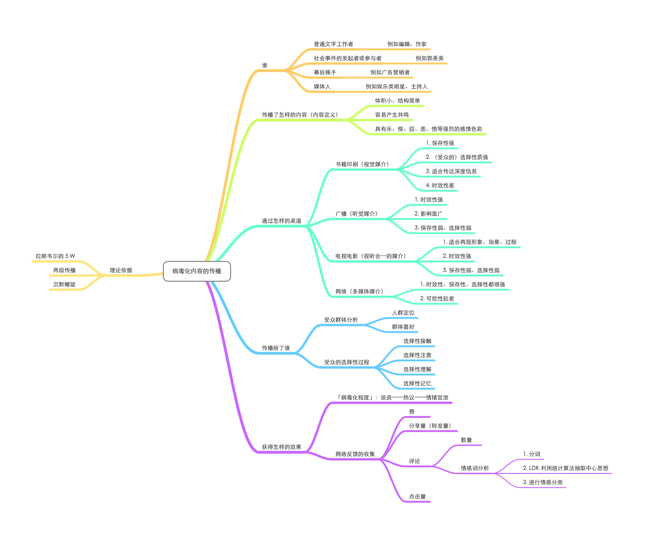 病毒化内容的传播
理论依据
拉斯韦尔的 5 W
两级传播
沉默螺旋
谁
普通文字工作者
例如编辑、作家
社会事件的发起者或参与者
例如郭美美
幕后操手
例如广告营销者
媒体人
例如娱乐类明星、主持人
传播了怎样的内容（内容定义）
体积小、结构简单
容易产生共鸣
具有乐、惊、囧、悲、愤等强烈的感情色彩
通过怎样的渠道
书籍印刷（视觉媒介）
1. 保存性强
2. （受众的）选择性质强
3. 适合传达深度信息
4. 时效性差
广播（听觉媒介）
1. 时效性强
2. 影响面广
3. 保存性弱、选择性弱
电视电影（视听合一的媒介）
1. 适合再现形象、场景、过程
2. 时效性强
3. 保存性弱、选择性弱
网络（多媒体媒介）
1. 时效性、保存性、选择性都很强
2. 可控性较差
传播给了谁
受众群体分析
人群定位
群体喜好
受众的选择性过程
选择性接触
选择性注意
选择性理解
选择性记忆
获得怎样的效果
「病毒化程度」：谈资——热议——情绪宣泄
网络反馈的收集
赞
分享量（转发量）
评论
数量
情感词分析
1. 分词
2. LDK 利用统计算法抽取中心思想
3. 进行情感分类
点击量